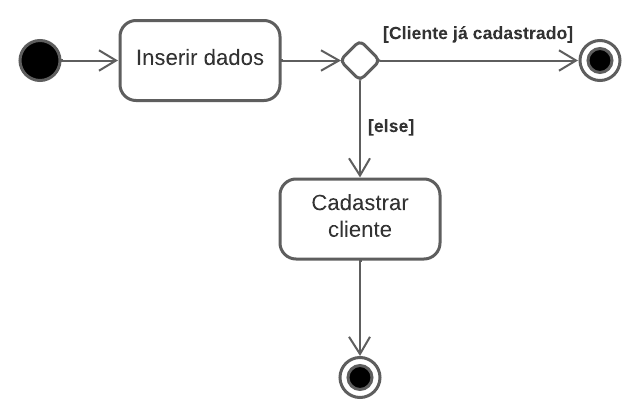 [Cliente já cadastrado]
Inserir dados
[else]
Cadastrar
cliente